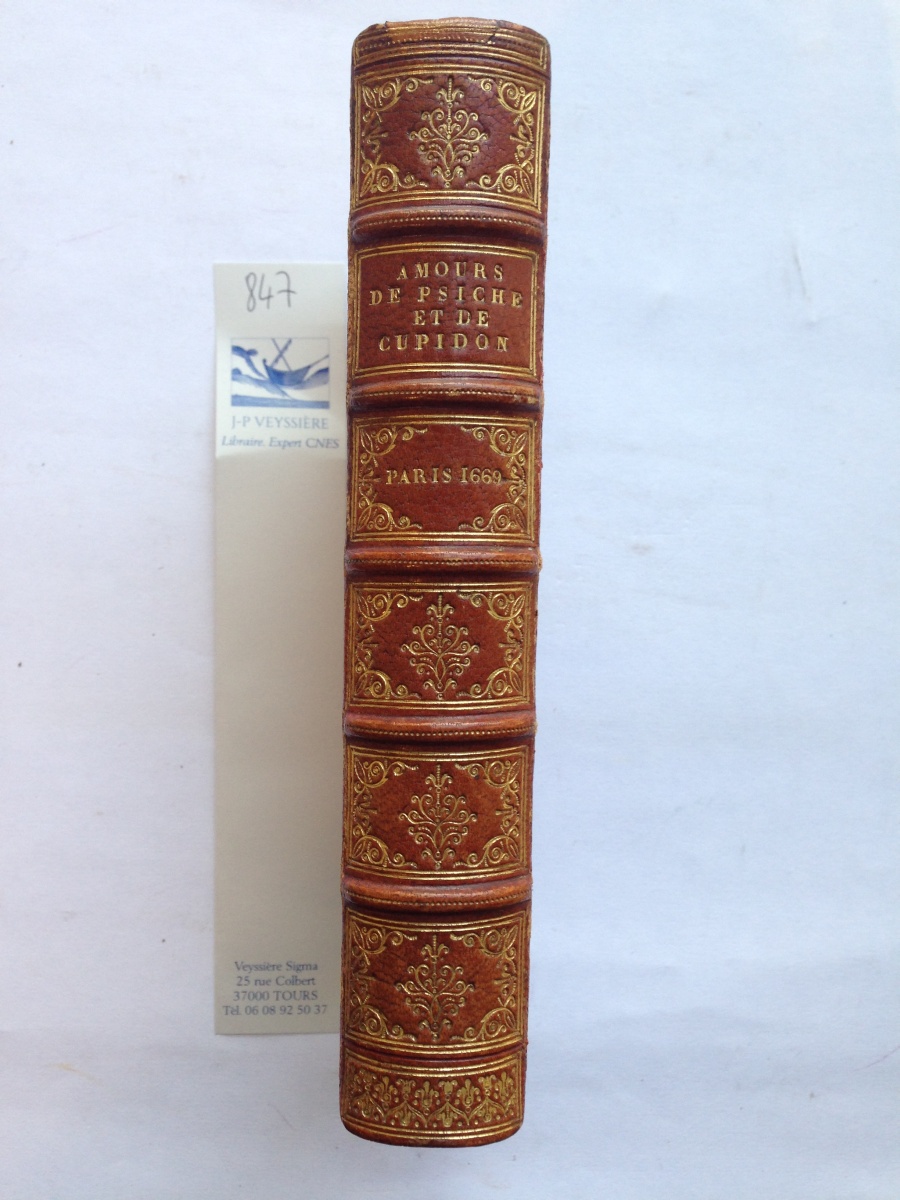 AMOURS
DE PSICHE
ET DE
CUPIDON
PARIS 1669
847
J-P VEYSSIÈRE
Libraire. Expert CNES
Veyssière Sigma
25 rue Colbert
37000 TOURS
Tél. 06 08 92 50 37